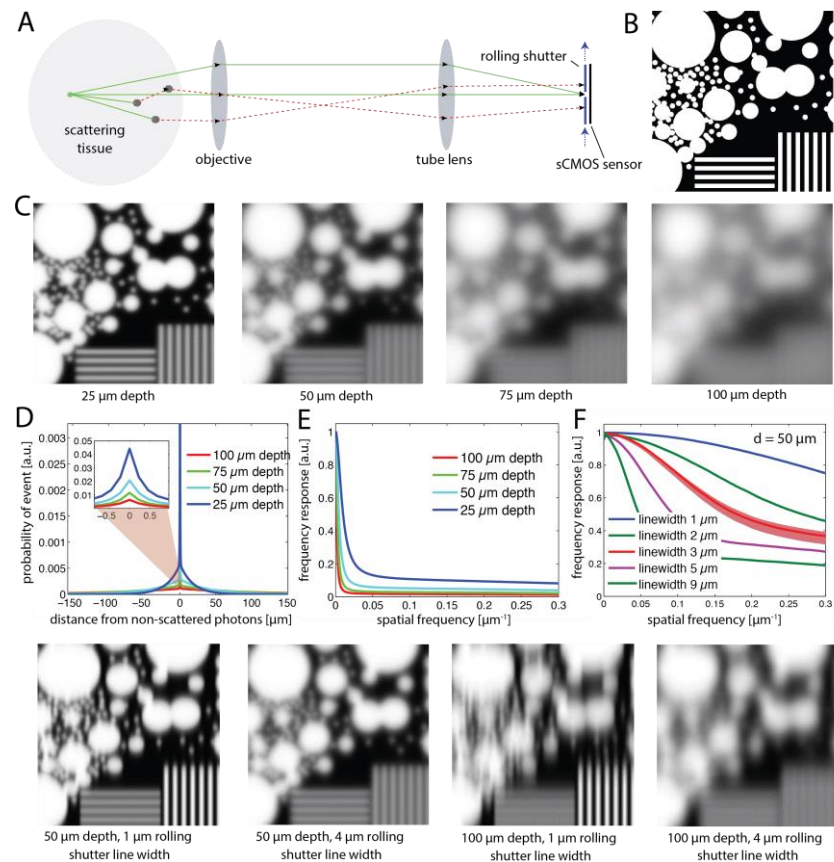 A
rolling shutter
B
scattering
tissue
objective
tube lens
sCMOS sensor
C
25 µm depth
50 µm depth
75 µm depth
100 µm depth
D
probability of event [a.u.]
0.003
0.0025
0.002
0.0015
0.001
0.005
0
0.05
0.04
0.03
0.02
0.01
-0.5
0
0.5
100 µm depth
75 µm depth
50 µm depth
25 µm depth
-150
-100
-50
0
50
100
150
distance from non-scattered photons [µm]
E
frequency response [a.u.]
1
0.8
0.6
0.4
0.2
0
100 µm depth
75 µm depth
50 µm depth
25 µm depth
0
0.05
0.1
0.15
0.2
0.25
0.3
spatial frequency [µm⁻¹]
F
frequency response [a.u.]
1
0.8
0.6
0.4
0.2
0
d = 50 µm
linewidth 1 µm
linewidth 2 µm
linewidth 3 µm
linewidth 5 µm
linewidth 9 µm
0
0.05
0.1
0.15
0.2
0.25
0.3
spatial frequency [µm⁻¹]
50 µm depth, 1 µm rolling
shutter line width
50 µm depth, 4 µm rolling
shutter line width
100 µm depth, 1 µm rolling
shutter line width
100 µm depth, 4 µm rolling
shutter line width